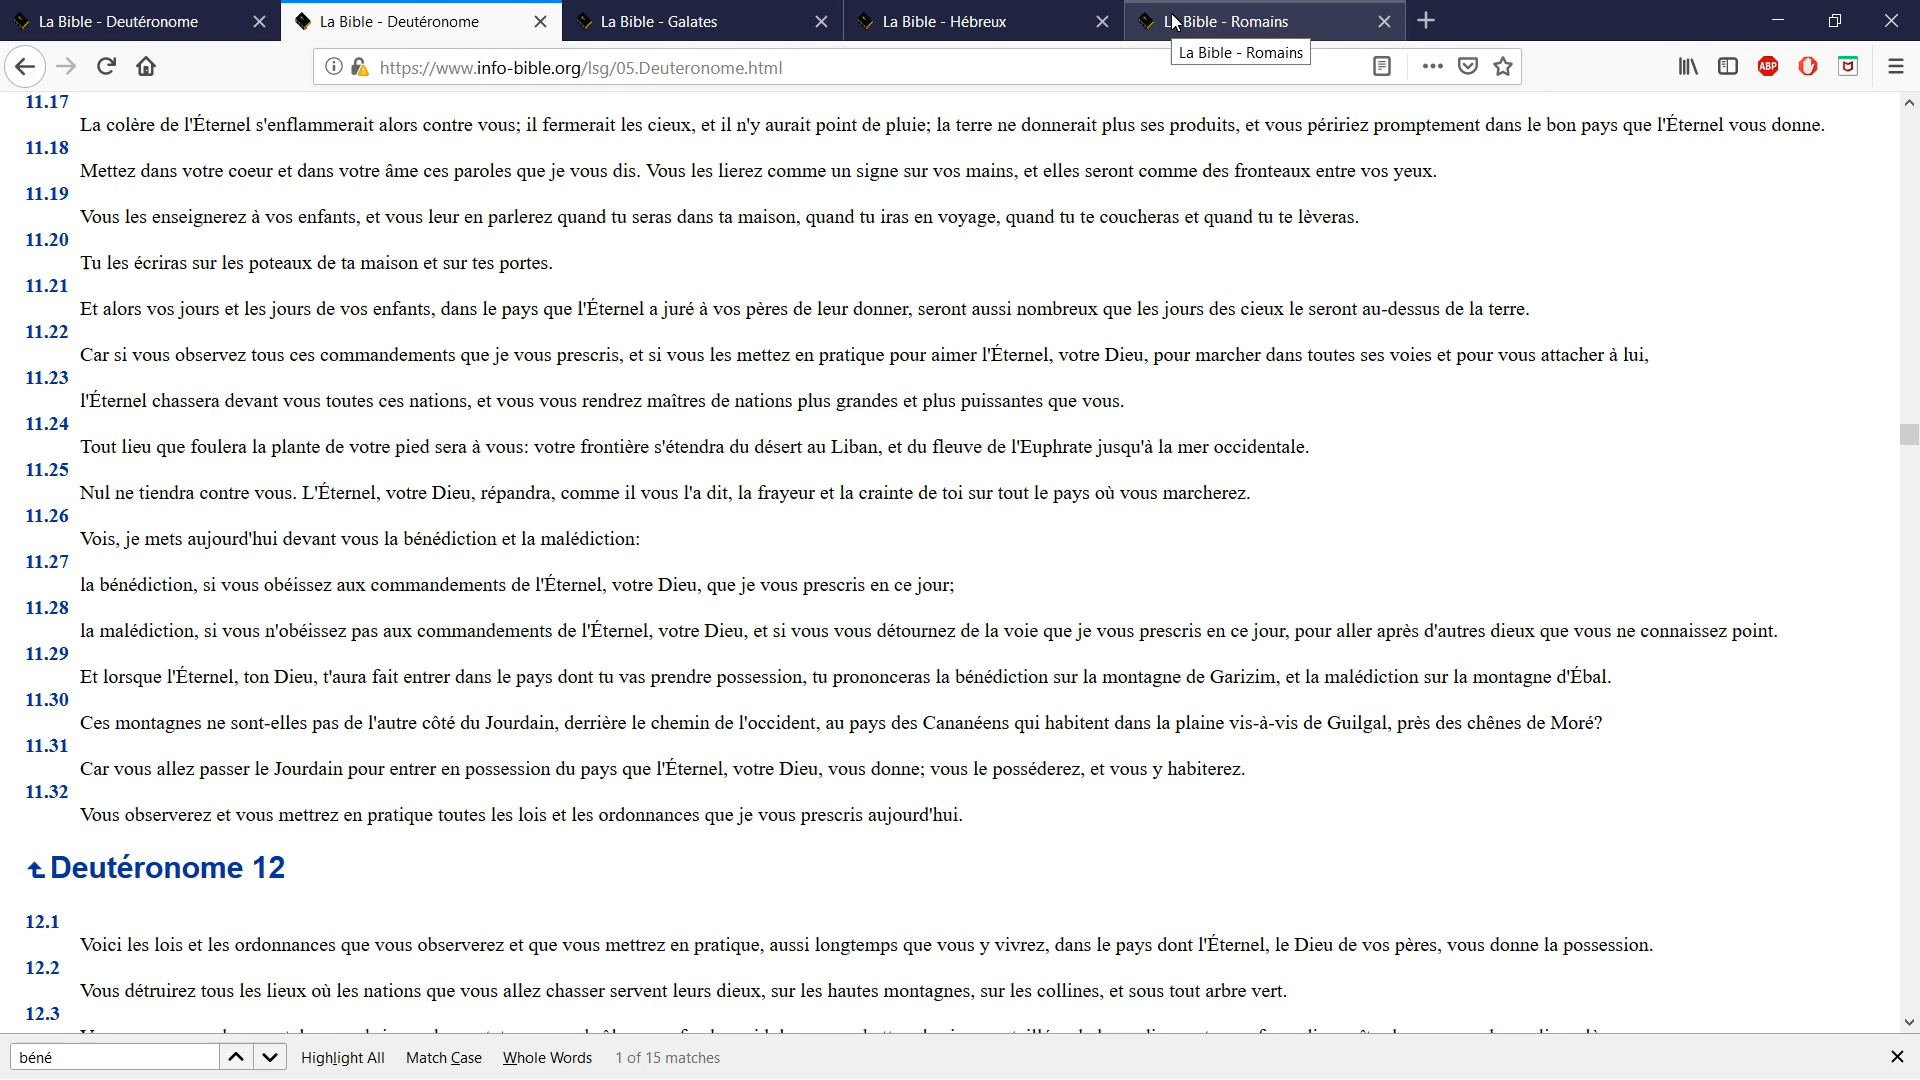 La Bible - Deutéronome
La Bible - Deutéronome
La Bible - Galates
La Bible - Hébreux
La Bible - Romains
https://www.info-bible.org/lsg/05.Deuteronome.html
La Bible - Romains
ABP
11.17
La colère de l'Éternel s'enflammerait alors contre vous; il fermerait les cieux, et il n'y aurait point de pluie; la terre ne donnerait plus ses produits, et vous péririez promptement dans le bon pays que l'Éternel vous donne.
11.18
Mettez dans votre coeur et dans votre âme ces paroles que je vous dis. Vous les lierez comme un signe sur vos mains, et elles seront comme des fronteaux entre vos yeux.
11.19
Vous les enseignerez à vos enfants, et vous leur en parlerez quand tu seras dans ta maison, quand tu iras en voyage, quand tu te coucheras et quand tu te lèveras.
11.20
Tu les écriras sur les poteaux de ta maison et sur tes portes.
11.21
Et alors vos jours et les jours de vos enfants, dans le pays que l'Éternel a juré à vos pères de leur donner, seront aussi nombreux que les jours des cieux le seront au-dessus de la terre.
11.22
Car si vous observez tous ces commandements que je vous prescris, et si vous les mettez en pratique pour aimer l'Éternel, votre Dieu, pour marcher dans toutes ses voies et pour vous attacher à lui,
11.23
l'Éternel chassera devant vous toutes ces nations, et vous vous rendrez maîtres de nations plus grandes et plus puissantes que vous.
11.24
Tout lieu que foulera la plante de votre pied sera à vous: votre frontière s'étendra du désert au Liban, et du fleuve de l'Euphrate jusqu'à la mer occidentale.
11.25
Nul ne tiendra contre vous. L'Éternel, votre Dieu, répandra, comme il vous l'a dit, la frayeur et la crainte de toi sur tout le pays où vous marcherez.
11.26
Vois, je mets aujourd'hui devant vous la bénédiction et la malédiction:
11.27
la bénédiction, si vous obéissez aux commandements de l'Éternel, votre Dieu, que je vous prescris en ce jour;
11.28
la malédiction, si vous n'obéissez pas aux commandements de l'Éternel, votre Dieu, et si vous vous détournez de la voie que je vous prescris en ce jour, pour aller après d'autres dieux que vous ne connaissez point.
11.29
Et lorsque l'Éternel, ton Dieu, t'aura fait entrer dans le pays dont tu vas prendre possession, tu prononceras la bénédiction sur la montagne de Garizim, et la malédiction sur la montagne d'Ébal.
11.30
Ces montagnes ne sont-elles pas de l'autre côté du Jourdain, derrière le chemin de l'occident, au pays des Cananéens qui habitent dans la plaine vis-à-vis de Guilgal, près des chênes de Moré?
11.31
Car vous allez passer le Jourdain pour entrer en possession du pays que l'Éternel, votre Dieu, vous donne; vous le posséderez, et vous y habiterez.
11.32
Vous observerez et vous mettrez en pratique toutes les lois et les ordonnances que je vous prescris aujourd'hui.
Deutéronome 12
12.1
Voici les lois et les ordonnances que vous observerez et que vous mettrez en pratique, aussi longtemps que vous y vivrez, dans le pays dont l'Éternel, le Dieu de vos pères, vous donne la possession.
12.2
Vous détruirez tous les lieux où les nations que vous allez chasser servent leurs dieux, sur les hautes montagnes, sur les collines, et sous tout arbre vert.
12.3
béné
Highlight All
Match Case
Whole Words
1 of 15 matches